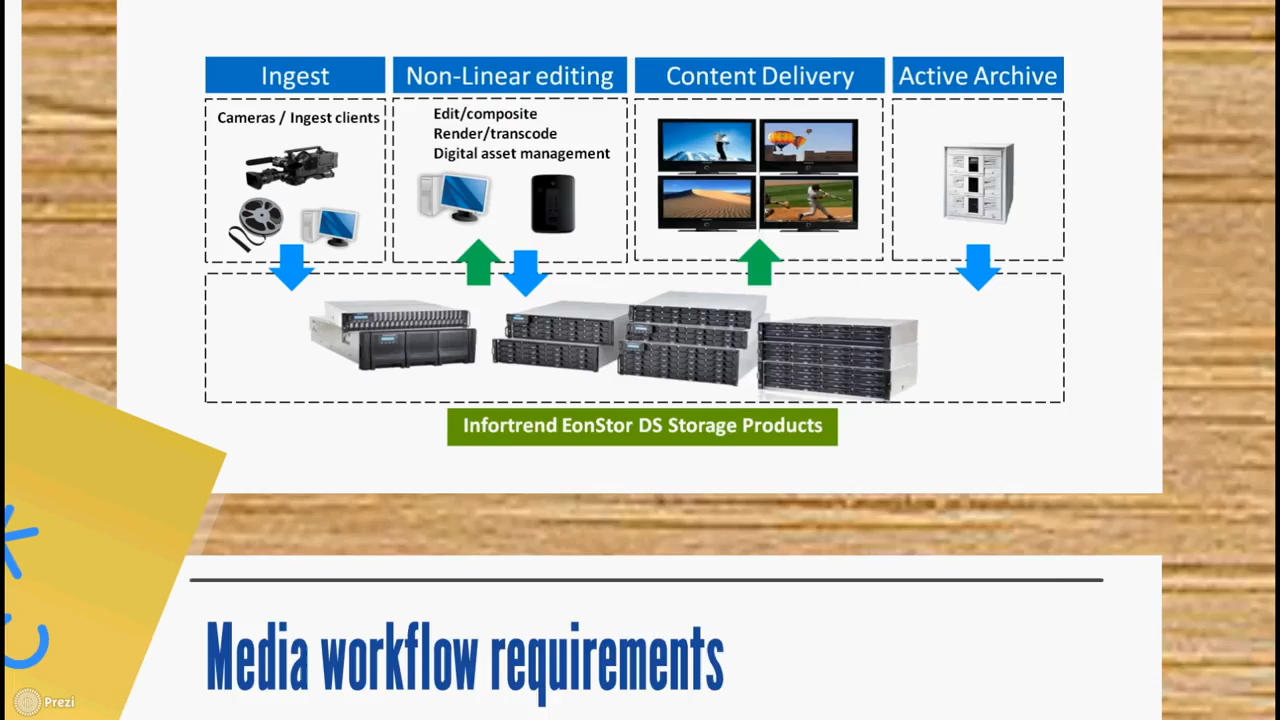 Ingest
Non-Linear editing
Content Delivery
Active Archive
Cameras / Ingest clients
Edit/composite
Render/transcode
Digital asset management
Infortrend EonStor DS Storage Products
Media workflow requirements
Prezi